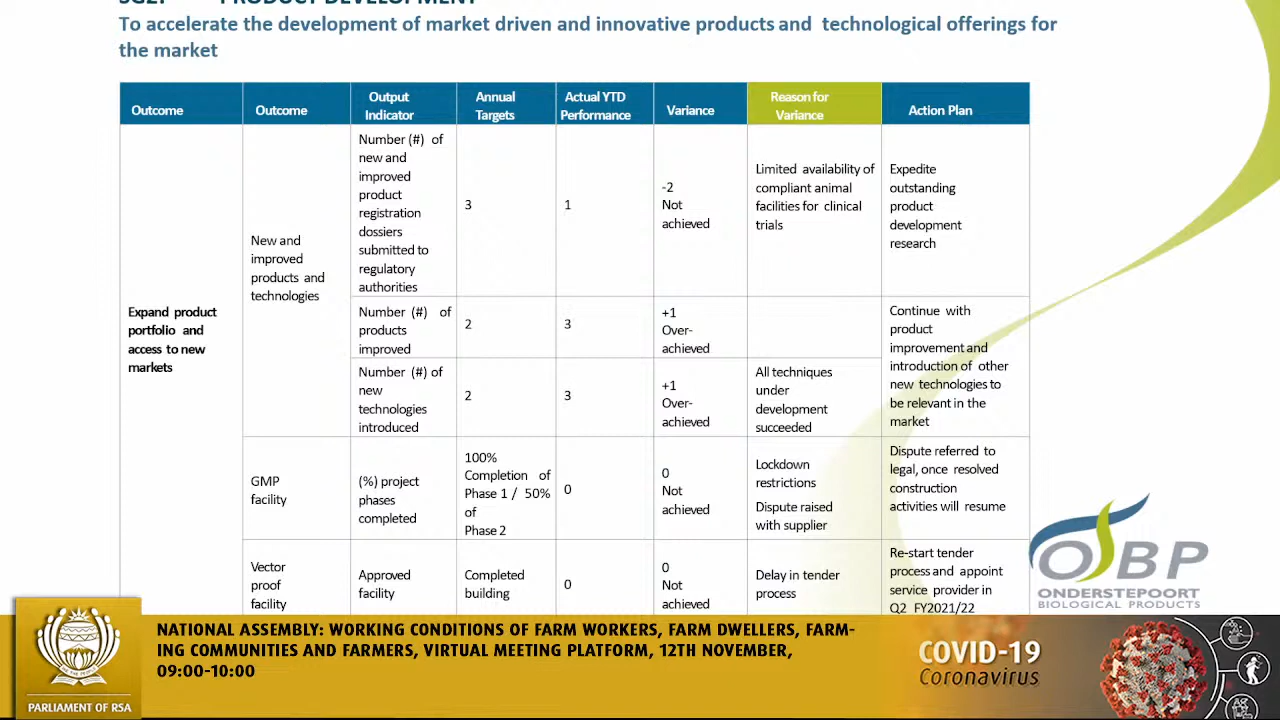 PRODUCT DEVELOPMENT
To accelerate the development of market driven and innovative products and technological offerings for
the market
Outcome
Outcome
Output
Indicator
Annual
Targets
Actual YTD
Performance
Variance
Reason for
Variance
Action Plan
Expand product
portfolio and
access to new
markets
New and
improved
products and
technologies
Number (#) of
new and
improved
product
registration
dossiers
submitted to
regulatory
authorities
3
1
-2
Not
achieved
Limited availability of
compliant animal
facilities for clinical
trials
Expedite
outstanding
product
development
research
Number (#) of
products
improved
2
3
+1
Over-
achieved
Continue with
product
improvement and
introduction of other
new technologies to
be relevant in the
market
Number (#) of
new
technologies
introduced
2
3
+1
Over-
achieved
All techniques
under
development
succeeded
GMP
facility
(%) project
phases
completed
100%
Completion of
Phase 1 / 50%
of
Phase 2
0
0
Not
achieved
Lockdown
restrictions
Dispute raised
with supplier
Dispute referred to
legal, once resolved
construction
activities will resume
Vector
proof
facility
Approved
facility
Completed
building
0
0
Not
achieved
Delay in tender
process
Re-start tender
process and appoint
service provider in
Q2 FY2021/22
OBP
ONDERSTEPOORT
BIOLOGICAL PRODUCTS
PARLIAMENT OF RSA
NATIONAL ASSEMBLY: WORKING CONDITIONS OF FARM WORKERS, FARM DWELLERS, FARM-
ING COMMUNITIES AND FARMERS, VIRTUAL MEETING PLATFORM, 12TH NOVEMBER,
09:00-10:00
COVID-19
Coronavirus